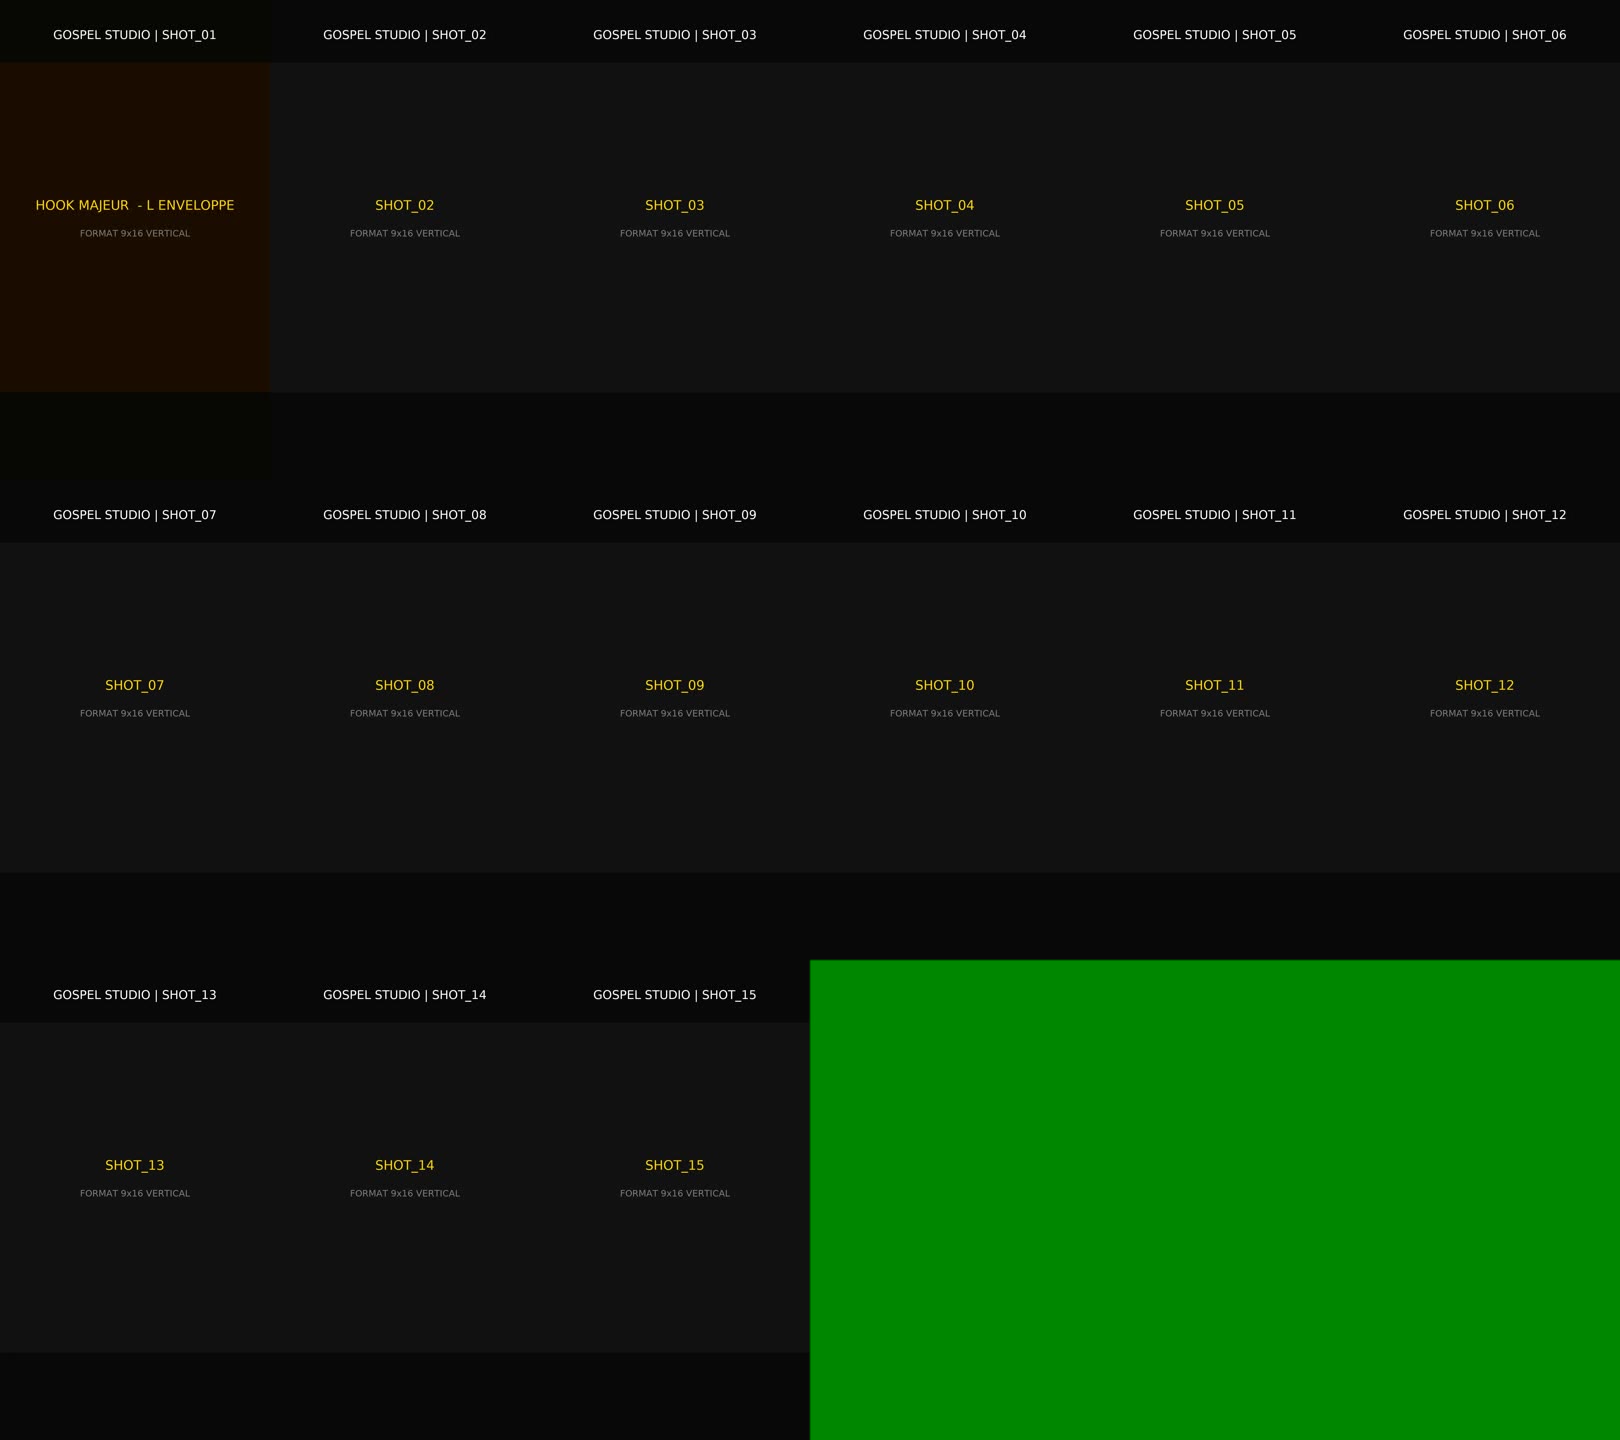 GOSPEL STUDIO | SHOT_01
HOOK MAJEUR  - L ENVELOPPE
FORMAT 9x16 VERTICAL
GOSPEL STUDIO | SHOT_02
SHOT_02
FORMAT 9x16 VERTICAL
GOSPEL STUDIO | SHOT_03
SHOT_03
FORMAT 9x16 VERTICAL
GOSPEL STUDIO | SHOT_04
SHOT_04
FORMAT 9x16 VERTICAL
GOSPEL STUDIO | SHOT_05
SHOT_05
FORMAT 9x16 VERTICAL
GOSPEL STUDIO | SHOT_06
SHOT_06
FORMAT 9x16 VERTICAL
GOSPEL STUDIO | SHOT_07
SHOT_07
FORMAT 9x16 VERTICAL
GOSPEL STUDIO | SHOT_08
SHOT_08
FORMAT 9x16 VERTICAL
GOSPEL STUDIO | SHOT_09
SHOT_09
FORMAT 9x16 VERTICAL
GOSPEL STUDIO | SHOT_10
SHOT_10
FORMAT 9x16 VERTICAL
GOSPEL STUDIO | SHOT_11
SHOT_11
FORMAT 9x16 VERTICAL
GOSPEL STUDIO | SHOT_12
SHOT_12
FORMAT 9x16 VERTICAL
GOSPEL STUDIO | SHOT_13
SHOT_13
FORMAT 9x16 VERTICAL
GOSPEL STUDIO | SHOT_14
SHOT_14
FORMAT 9x16 VERTICAL
GOSPEL STUDIO | SHOT_15
SHOT_15
FORMAT 9x16 VERTICAL